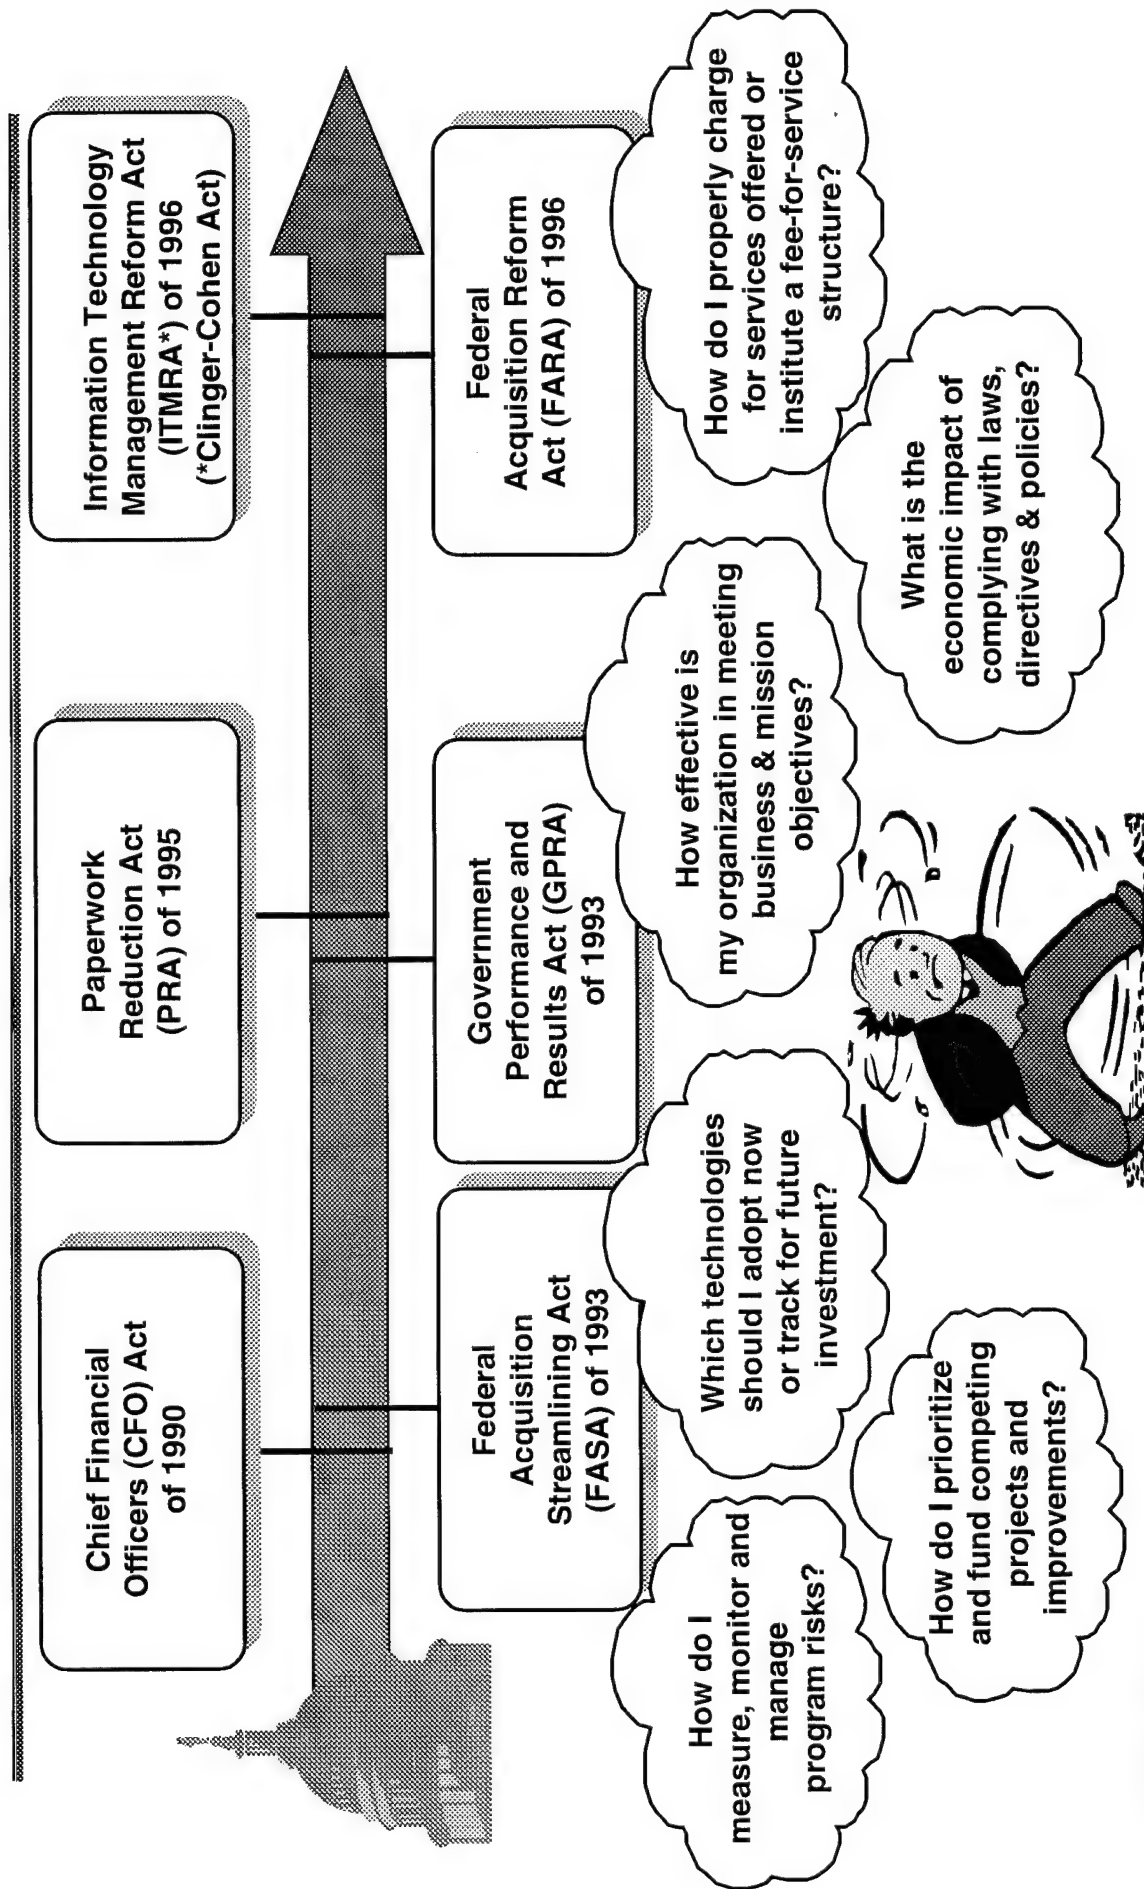 Chief Financial
Officers (CFO) Act
of 1990
Paperwork
Reduction Act
(PRA) of 1995
Information Technology
Management Reform Act
(ITMRA*) of 1996
(*Clinger-Cohen Act)
Federal
Acquisition
Streamlining Act
(FASA) of 1993
Government
Performance and
Results Act (GPRA)
of 1993
Federal
Acquisition Reform
Act (FARA) of 1996
How do I
measure, monitor and
manage
program risks?
Which technologies
should I adopt now
or track for future
investment?
How effective is
my organization in meeting
business & mission
objectives?
How do I properly charge
for services offered or
institute a fee-for-service
structure?
How do I prioritize
and fund competing
projects and
improvements?
What is the
economic impact of
complying with laws,
directives & policies?